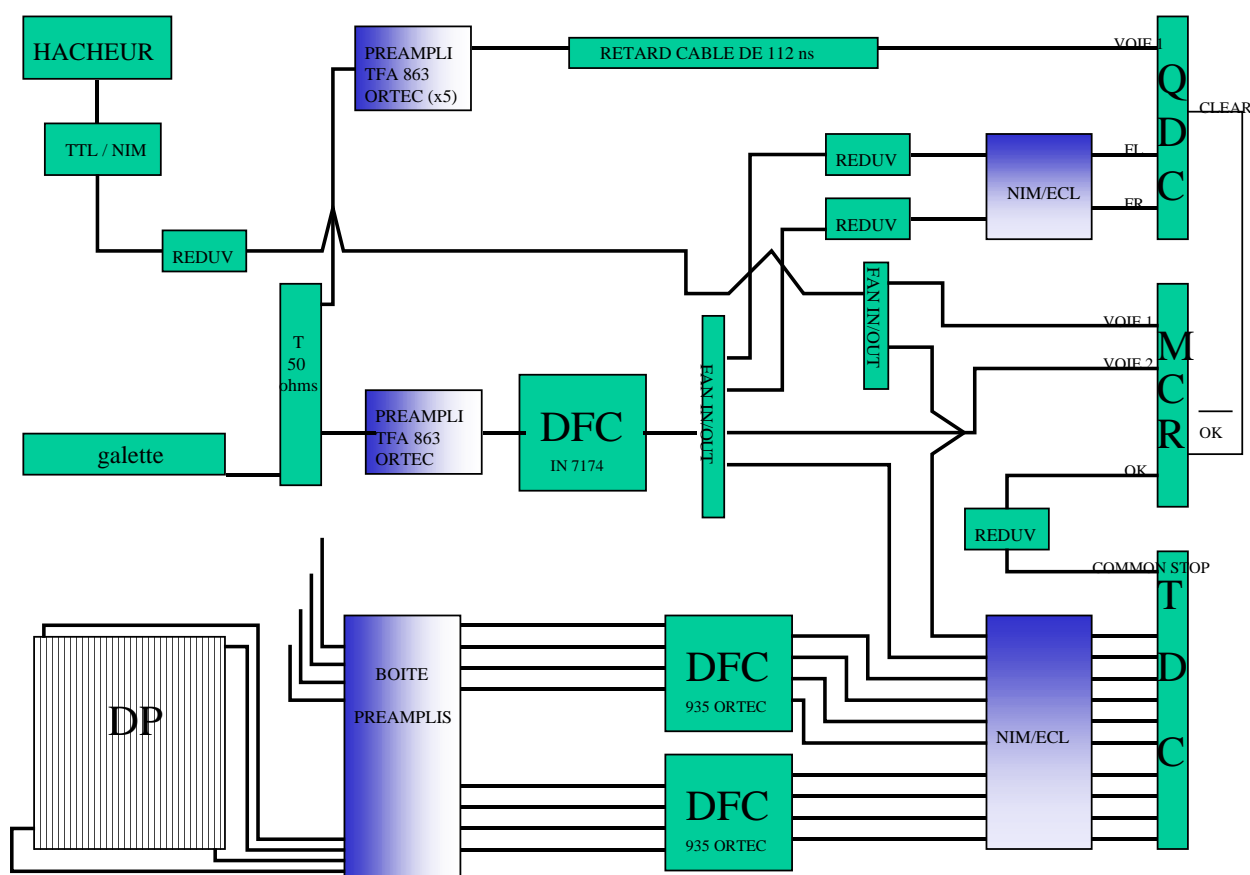 HACHEUR
TTL / NIM
REDUV
PREAMPLI
TFA 863
ORTEC (x5)
RETARD CABLE DE 112 ns
VOIE 1
Q
D
C
CLEAR
REDUV
REDUV
NIM/ECL
FL
FR
T
50
ohms
galette
PREAMPLI
TFA 863
ORTEC
DFC
IN 7174
FAN IN/OUT
FAN IN/OUT
VOIE 1
VOIE 2
M
C
R
OK
OK
REDUV
COMMON STOP
T
D
C
DP
BOITE
PREAMPLIS
DFC
935 ORTEC
DFC
935 ORTEC
NIM/ECL